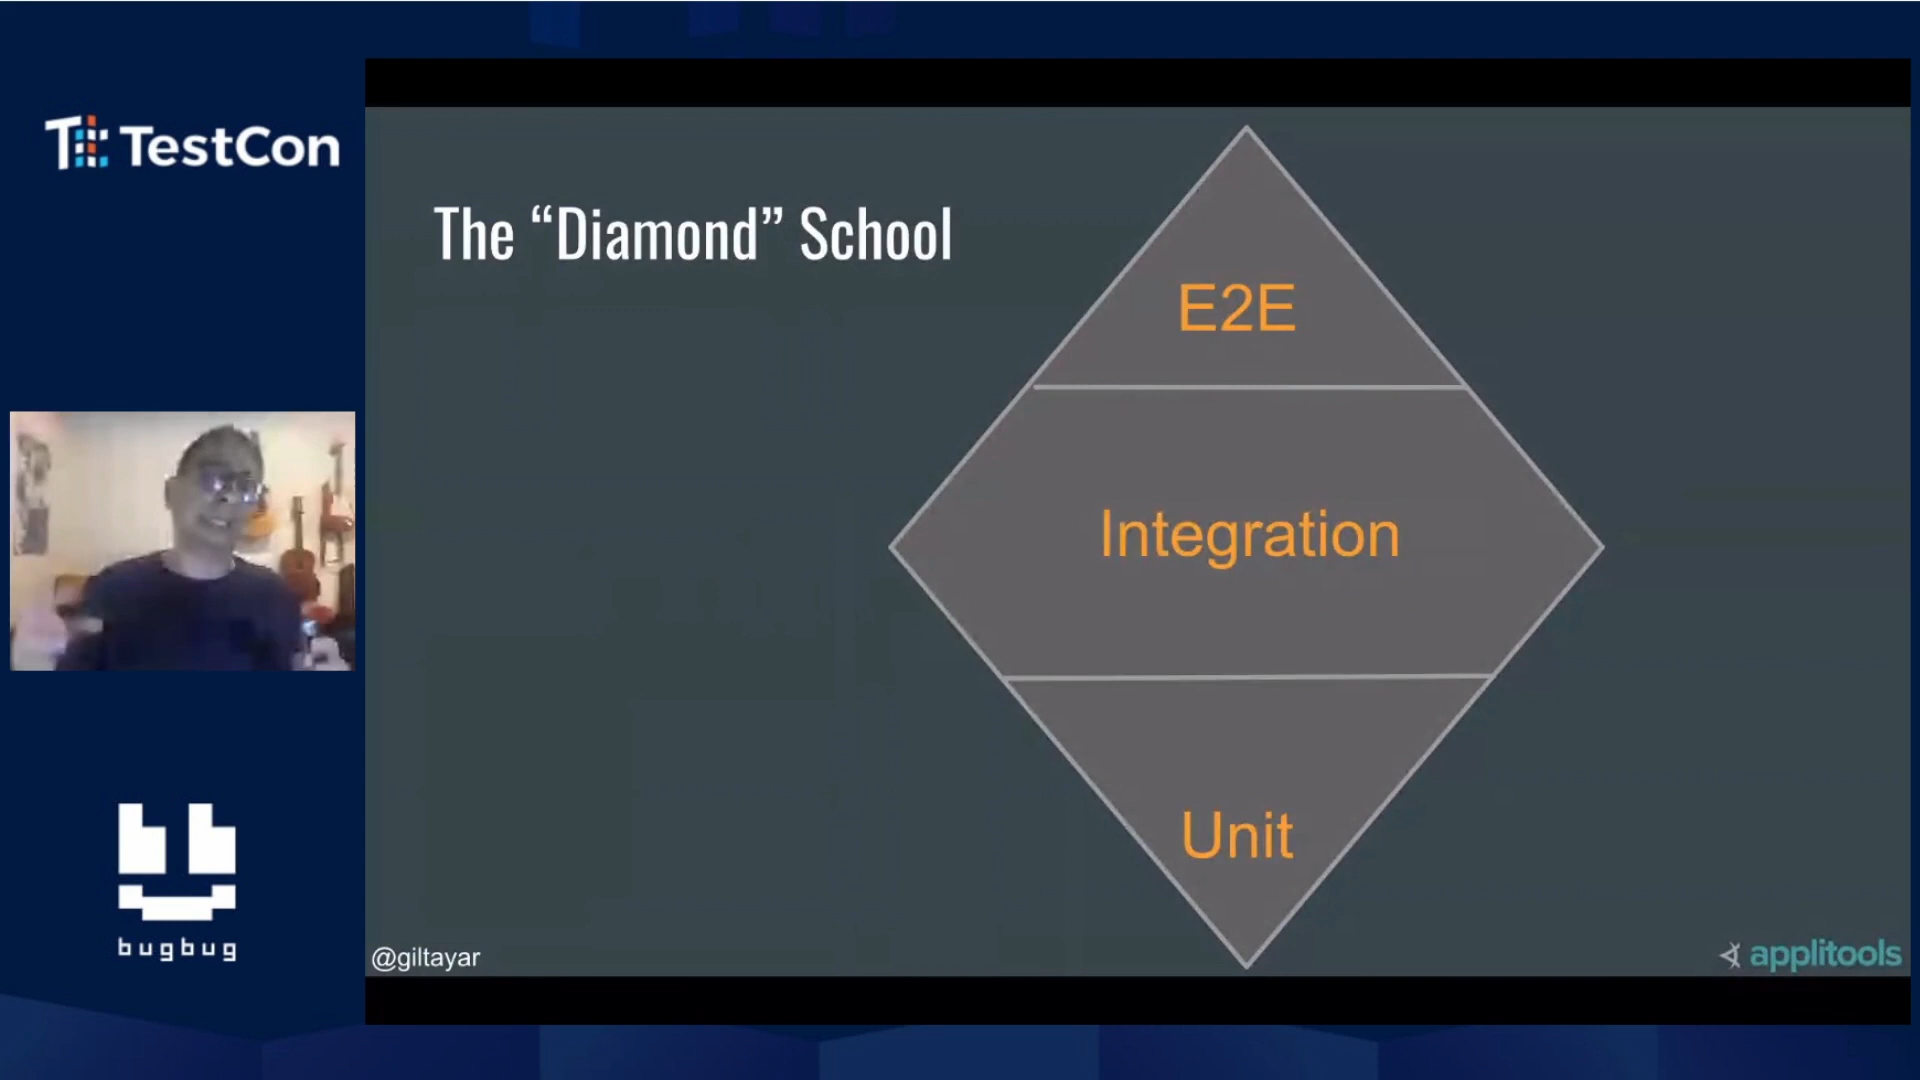 TestCon
The “Diamond” School
E2E
Integration
Unit
bugbug
@giltayar
applitools